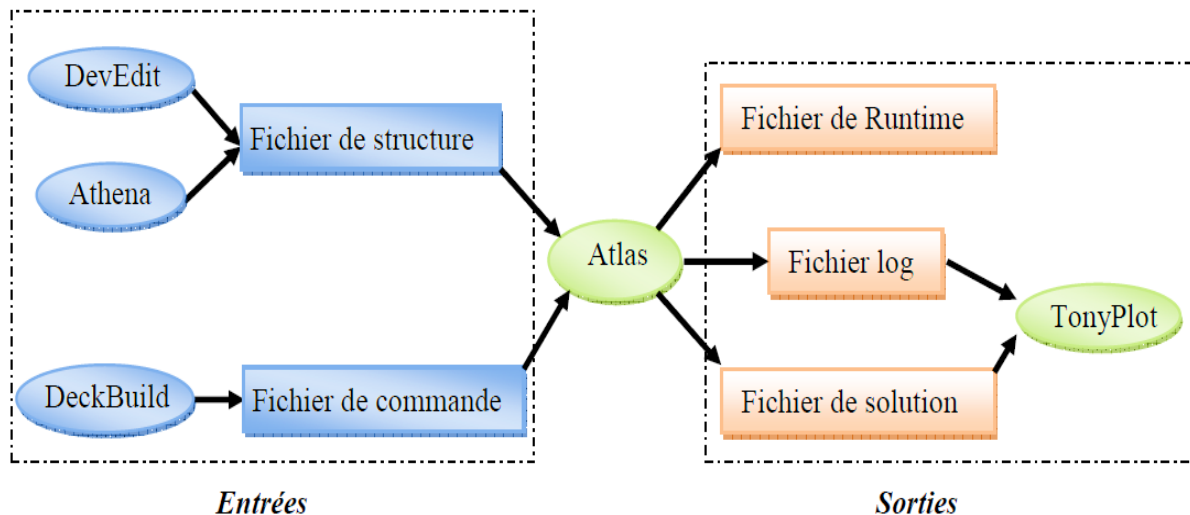 DevEdit
Fichier de structure
Athena
DeckBuild
Fichier de commande
Atlas
Fichier de Runtime
Fichier log
Fichier de solution
TonyPlot
Entrées
Sorties